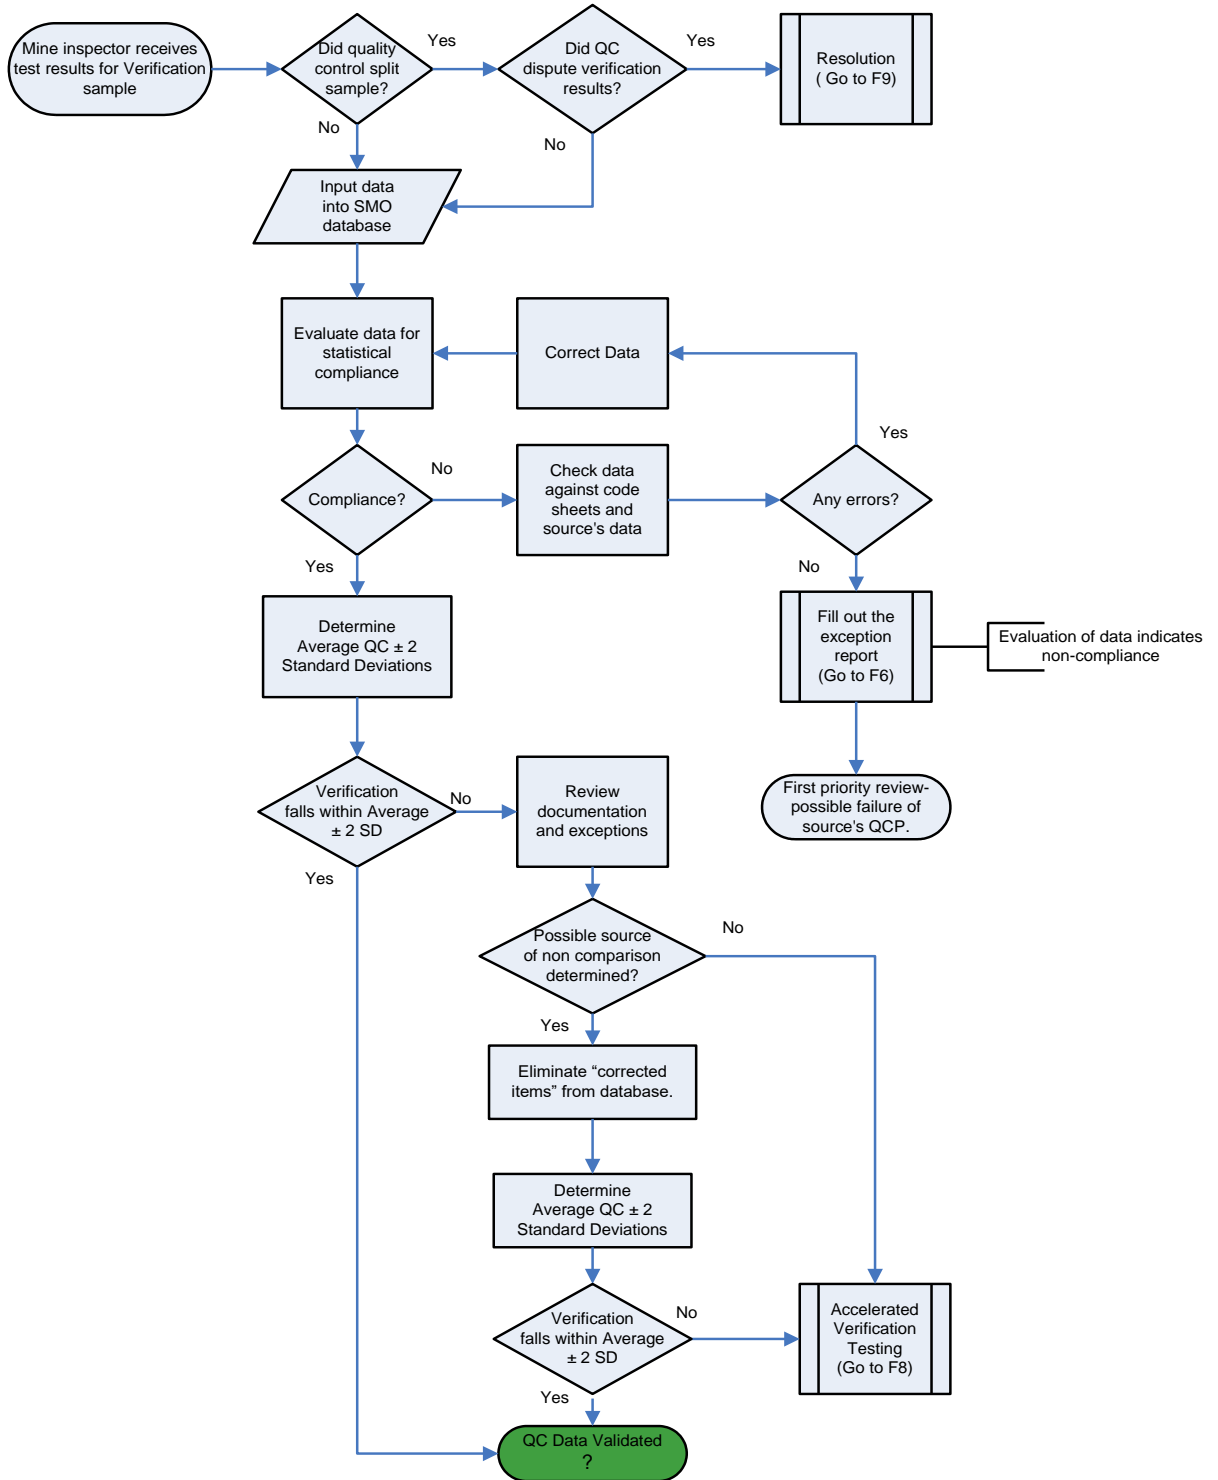 Mine inspector receives
test results for Verification
sample
Did quality
control split
sample?
Yes
Did QC
dispute verification
results?
Yes
Resolution
( Go to F9)
No
No
Input data
into SMO
database
Evaluate data for
statistical
compliance
Correct Data
Yes
Compliance?
No
Check data
against code
sheets and
source's data
Any errors?
Yes
No
Determine
Average QC ± 2
Standard Deviations
Fill out the
exception
report
(Go to F6)
Evaluation of data indicates
non-compliance
First priority review-
possible failure of
source's QCP.
Verification
falls within Average
± 2 SD
No
Review
documentation
and exceptions
Yes
Possible source
of non comparison
determined?
No
Yes
Eliminate “corrected
items” from database.
Determine
Average QC ± 2
Standard Deviations
Verification
falls within Average
± 2 SD
No
Accelerated
Verification
Testing
(Go to F8)
Yes
QC Data Validated
?